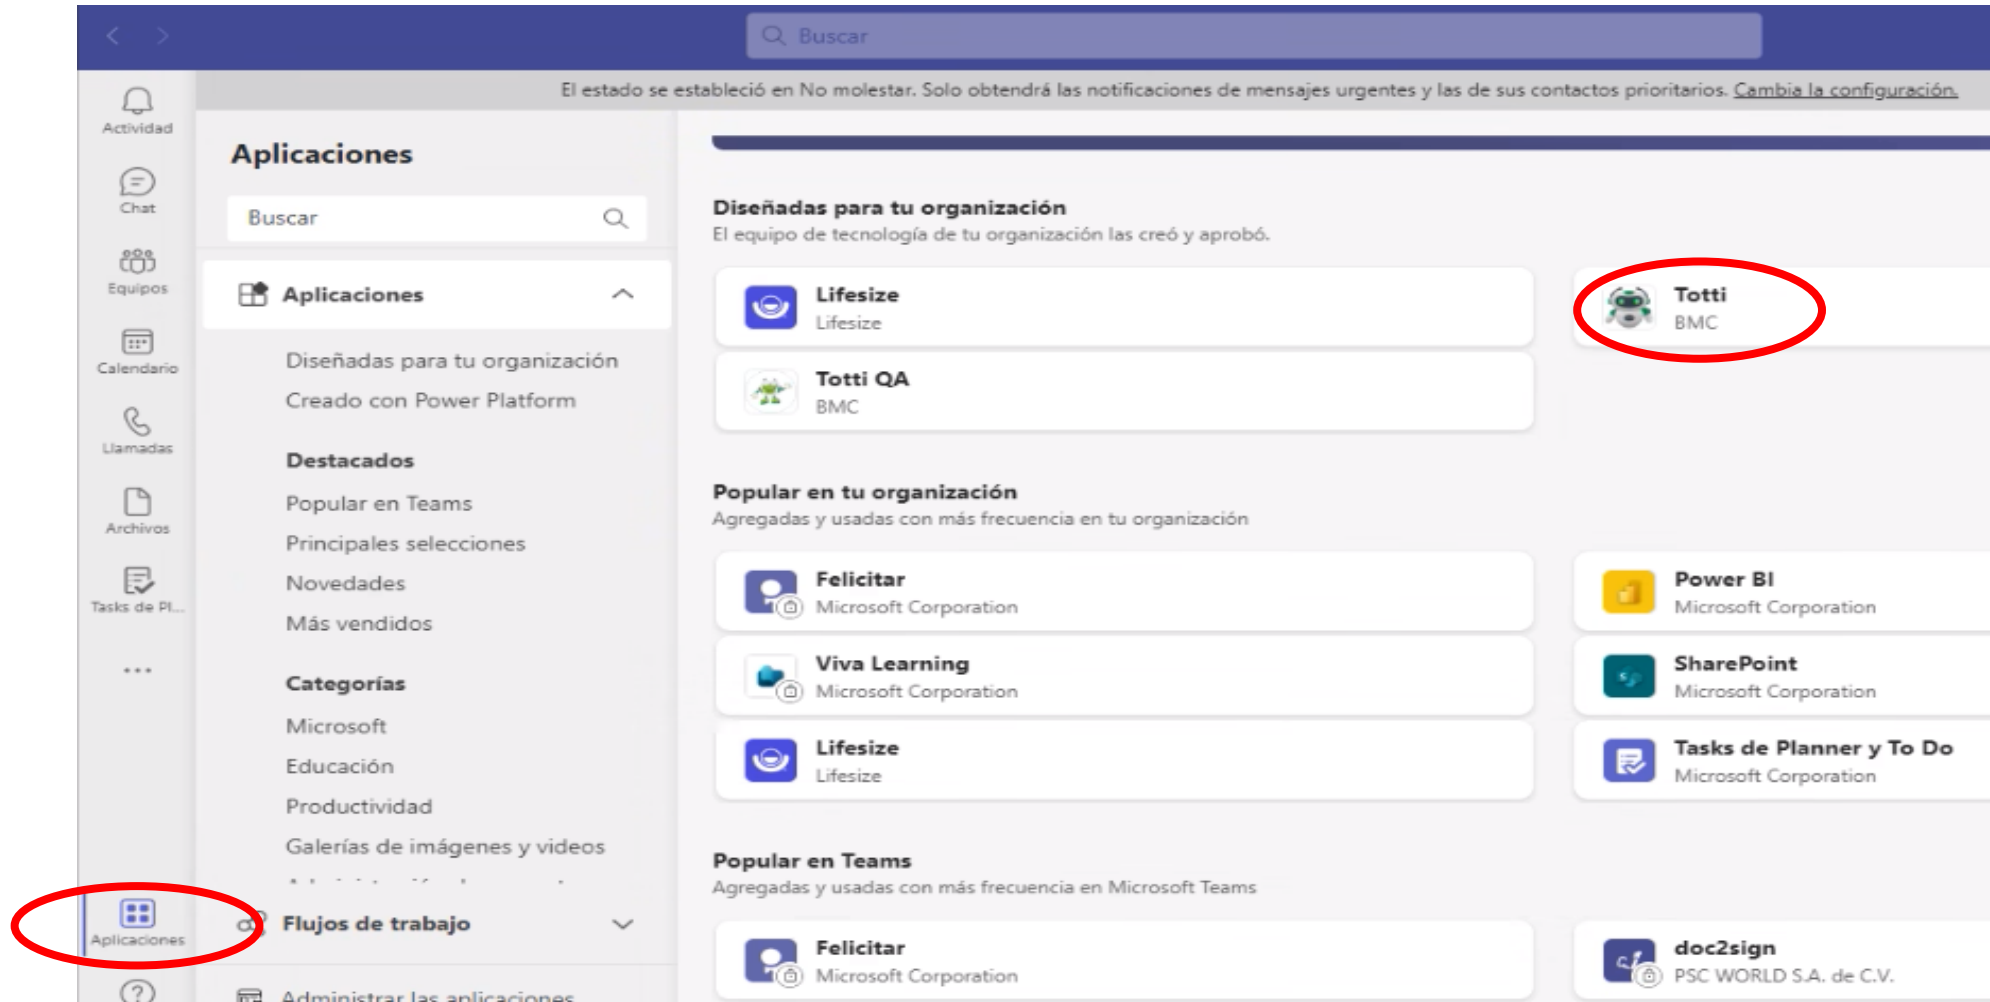 Buscar
El estado se estableció en No molestar. Solo obtendrá las notificaciones de mensajes urgentes y las de sus contactos prioritarios. Cambia la configuración.
Actividad
Chat
Equipos
Calendario
Llamadas
Archivos
Tasks de Pl...
Aplicaciones
Aplicaciones
Buscar
Aplicaciones
Diseñadas para tu organización
Creado con Power Platform
Destacados
Popular en Teams
Principales selecciones
Novedades
Más vendidos
Categorías
Microsoft
Educación
Productividad
Galerías de imágenes y videos
Flujos de trabajo
Administrar las aplicaciones
Diseñadas para tu organización
El equipo de tecnología de tu organización las creó y aprobó.
Lifesize
Lifesize
Totti
BMC
Totti QA
BMC
Popular en tu organización
Agregadas y usadas con más frecuencia en tu organización
Felicitar
Microsoft Corporation
Power BI
Microsoft Corporation
Viva Learning
Microsoft Corporation
SharePoint
Microsoft Corporation
Lifesize
Lifesize
Tasks de Planner y To Do
Microsoft Corporation
Popular en Teams
Agregadas y usadas con más frecuencia en Microsoft Teams
Felicitar
Microsoft Corporation
doc2sign
PSC WORLD S.A. de C.V.